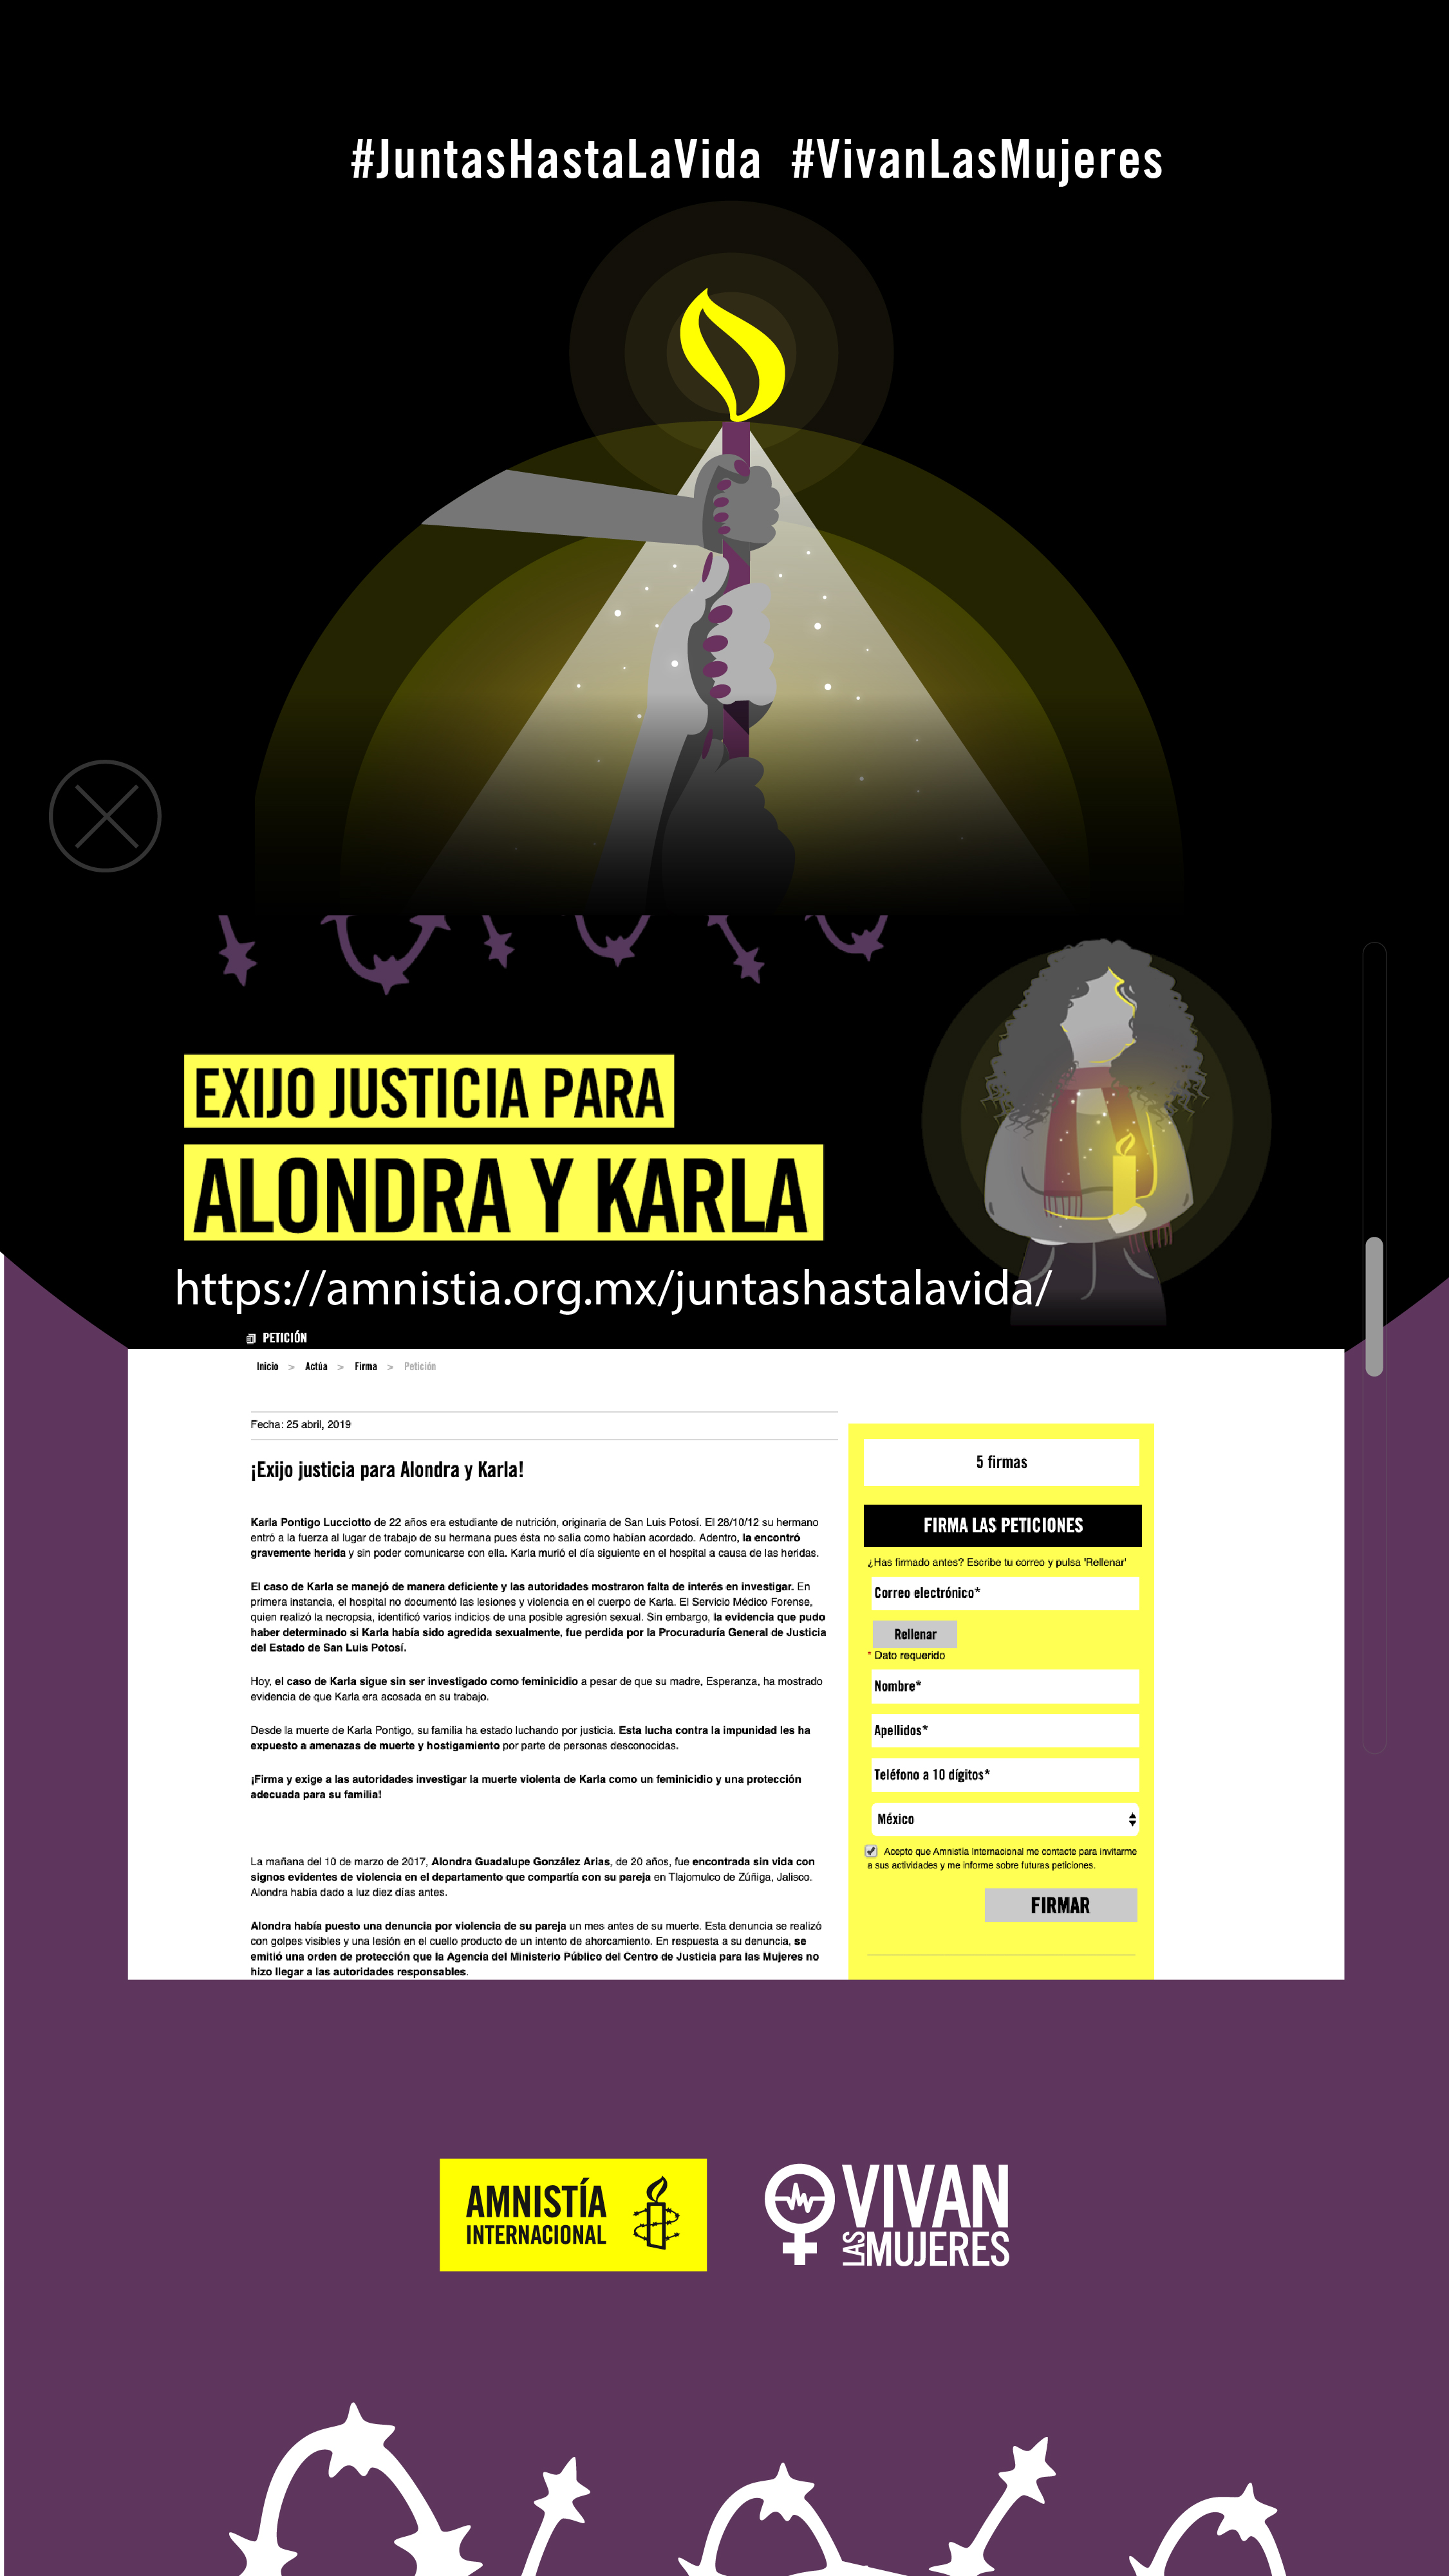 #JuntasHastaLaVida #VivanLasMujeres
EXIJO JUSTICIA PARA
ALONDRA Y KARLA
https://amnistia.org.mx/juntashastalavida/
PETICIÓN
Inicio > Actúa > Firma > Petición
Fecha: 25 abril, 2019
¡Exijo justicia para Alondra y Karla!
Karla Pontigo Lucciotto de 22 años era estudiante de nutrición, originaria de San Luis Potosí. El 28/10/12 su hermano
entró a la fuerza al lugar de trabajo de su hermana pues ésta no salía como habían acordado. Adentro, la encontró
gravemente herida y sin poder comunicarse con ella. Karla murió el día siguiente en el hospital a causa de las heridas.
El caso de Karla se manejó de manera deficiente y las autoridades mostraron falta de interés en investigar. En
primera instancia, el hospital no documentó las lesiones y violencia en el cuerpo de Karla. El Servicio Médico Forense,
quien realizó la necropsia, identificó varios indicios de una posible agresión sexual. Sin embargo, la evidencia que pudo
haber determinado si Karla había sido agredida sexualmente, fue perdida por la Procuraduría General de Justicia
del Estado de San Luis Potosí.
Hoy, el caso de Karla sigue sin ser investigado como feminicidio a pesar de que su madre, Esperanza, ha mostrado
evidencia de que Karla era acosada en su trabajo.
Desde la muerte de Karla Pontigo, su familia ha estado luchando por justicia. Esta lucha contra la impunidad les ha
expuesto a amenazas de muerte y hostigamiento por parte de personas desconocidas.
¡Firma y exige a las autoridades investigar la muerte violenta de Karla como un feminicidio y una protección
adecuada para su familia!
La mañana del 10 de marzo de 2017, Alondra Guadalupe González Arias, de 20 años, fue encontrada sin vida con
signos evidentes de violencia en el departamento que compartía con su pareja en Tlajomulco de Zúñiga, Jalisco.
Alondra había dado a luz diez días antes.
Alondra había puesto una denuncia por violencia de su pareja un mes antes de su muerte. Esta denuncia se realizó
con golpes visibles y una lesión en el cuello producto de un intento de ahorcamiento. En respuesta a su denuncia, se
emitió una orden de protección que la Agencia del Ministerio Público del Centro de Justicia para las Mujeres no
hizo llegar a las autoridades responsables.
5 firmas
FIRMA LAS PETICIONES
¿Has firmado antes? Escribe tu correo y pulsa 'Rellenar'
Correo electrónico*
Rellenar
* Dato requerido
Nombre*
Apellidos*
Teléfono a 10 dígitos*
México
Acepto que Amnistía Internacional me contacte para invitarme
a sus actividades y me informe sobre futuras peticiones.
FIRMAR
AMNISTÍA
INTERNACIONAL
VIVAN
LAS MUJERES